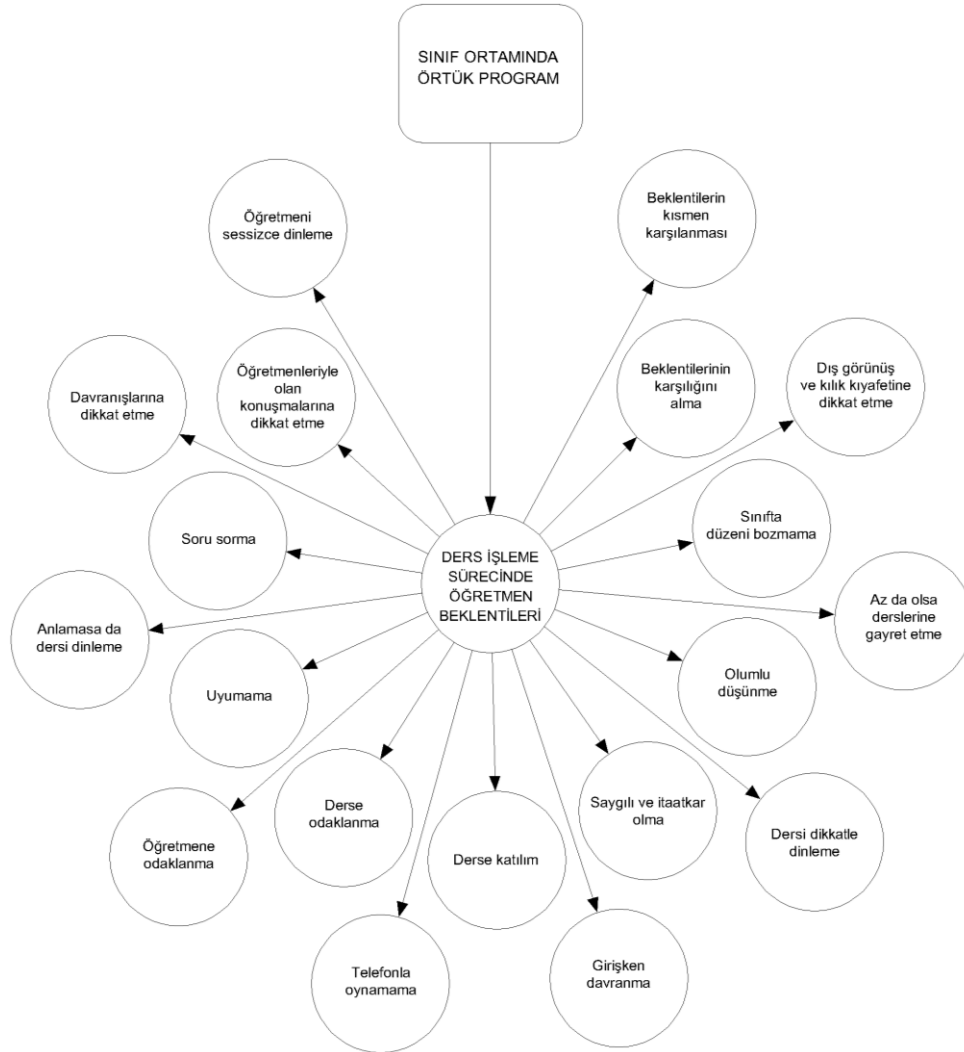 SINIF ORTAMINDA
ÖRTÜK PROGRAM
Öğretmeni
sessizce dinleme
Beklentilerin
kısmen
karşılanması
Davranışlarına
dikkat etme
Öğretmenleriyle
olan
konuşmalarına
dikkat etme
Beklentilerinin
karşılığını
alma
Dış görünüş
ve kılık kıyafetine
dikkat etme
Soru sorma
DERS İŞLEME
SÜRECİNDE
ÖĞRETMEN
BEKLENTİLERİ
Sınıfta
düzeni bozmama
Anlamasa da
dersi dinleme
Az da olsa
derslerine
gayret etme
Uyumama
Olumlu
düşünme
Öğretmene
odaklanma
Derse
odaklanma
Derse katılım
Saygılı ve itaatkar
olma
Dersi dikkatle
dinleme
Telefonla
oynamama
Girişken
davranma